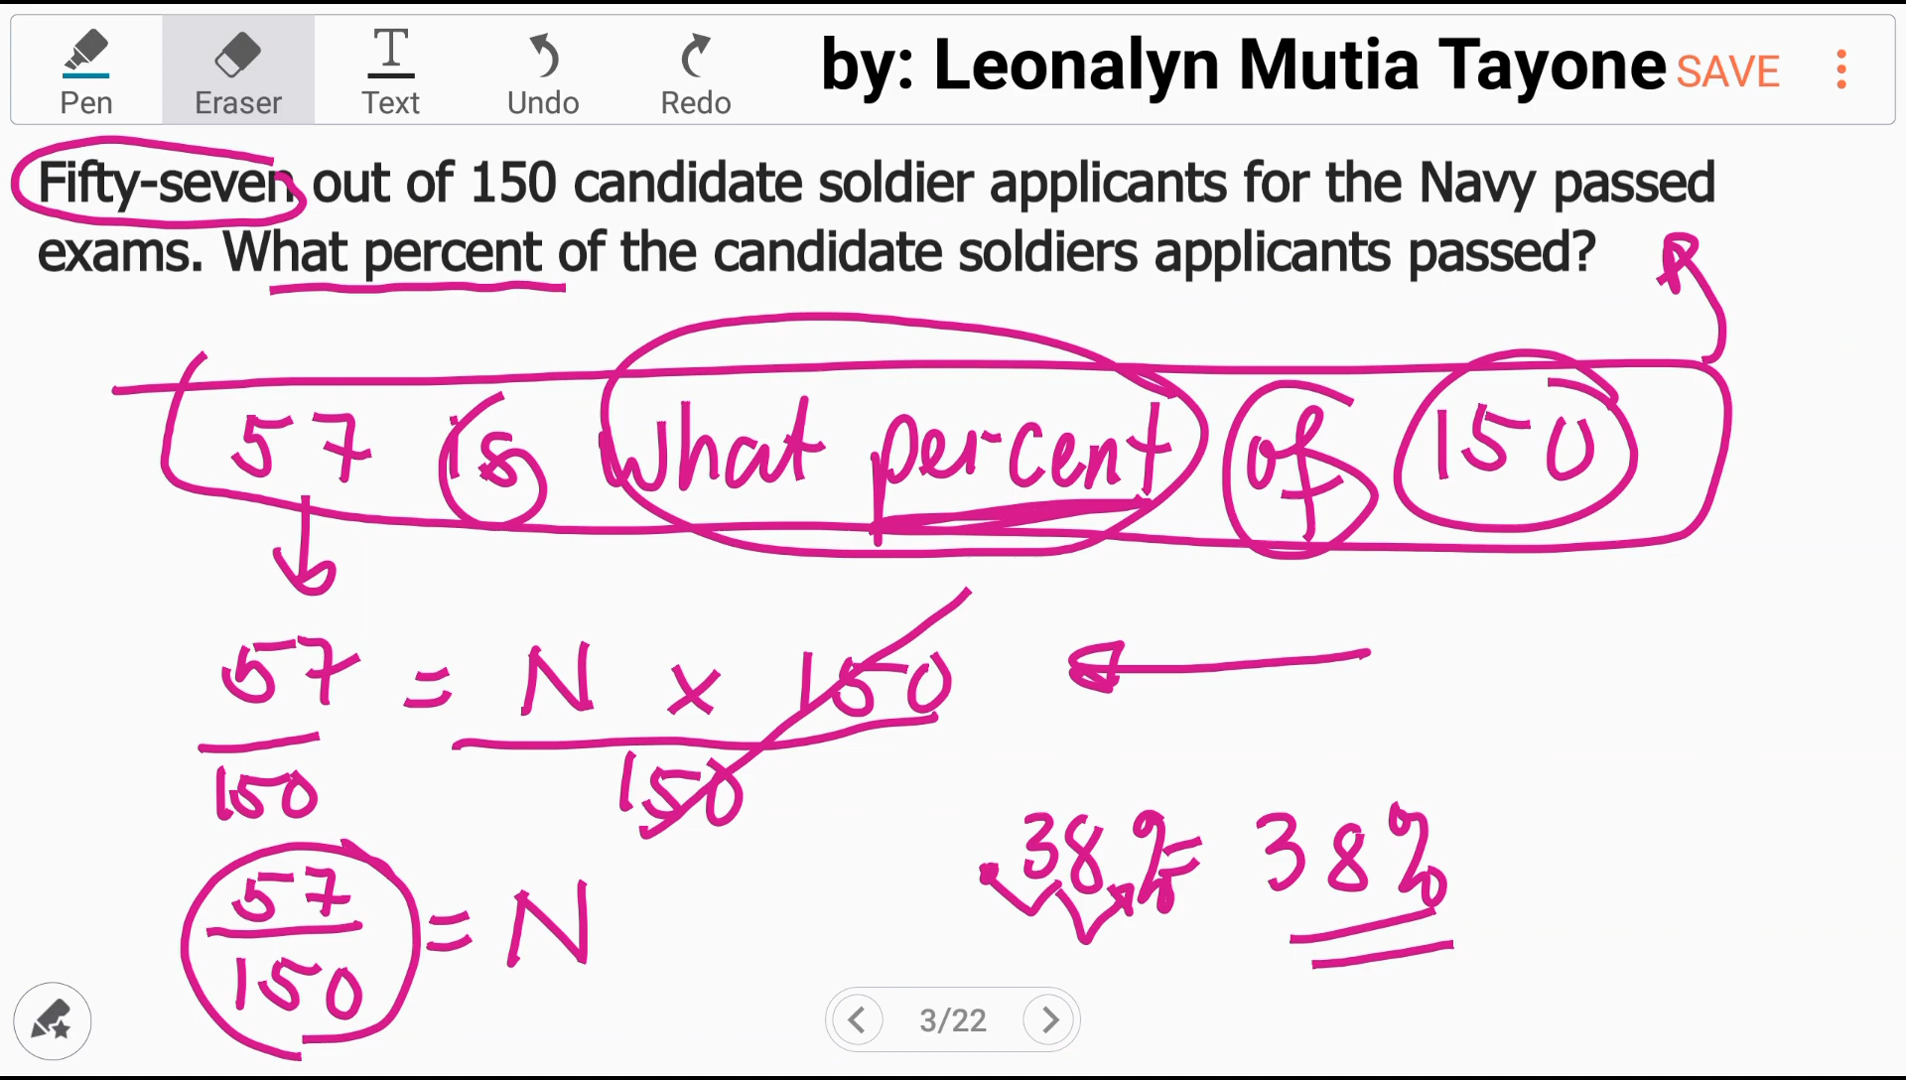 Pen Eraser Text Undo Redo by: Leonalyn Mutia Tayone SAVE
Fifty-seven out of 150 candidate soldier applicants for the Navy passed
exams. What percent of the candidate soldiers applicants passed?
57 is what percent of 150
57 = N x 150
150 150
.38% = 38%
57
150
= N
3/22